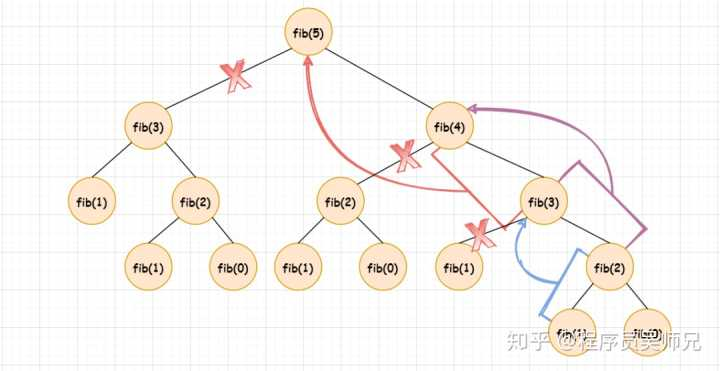 fib(5)
fib(3)
fib(4)
fib(1)
fib(2)
fib(2)
fib(3)
fib(1)
fib(0)
fib(1)
fib(0)
fib(1)
fib(2)
fib(1)
fib(0)
知乎 @程序员吴师兄